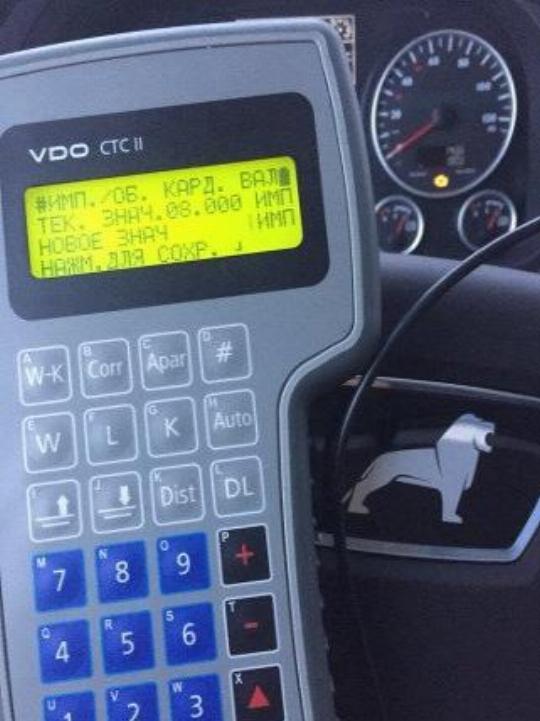 VDO CTC II
#ИМП./ОБ. КАРД. ВАЛ
ТЕК. ЗНАЧ.08.000 ИМП
НОВОЕ ЗНАЧ ИМП
НАЖМ.ДЛЯ СОХР. ↲
A W-K B Corr C Apar D #
E W F L G K H Auto
I J K Dist L DL
M 7 N 8 O 9 P +
Q 4 R 5 S 6 T -
U 1 V 2 W 3 X